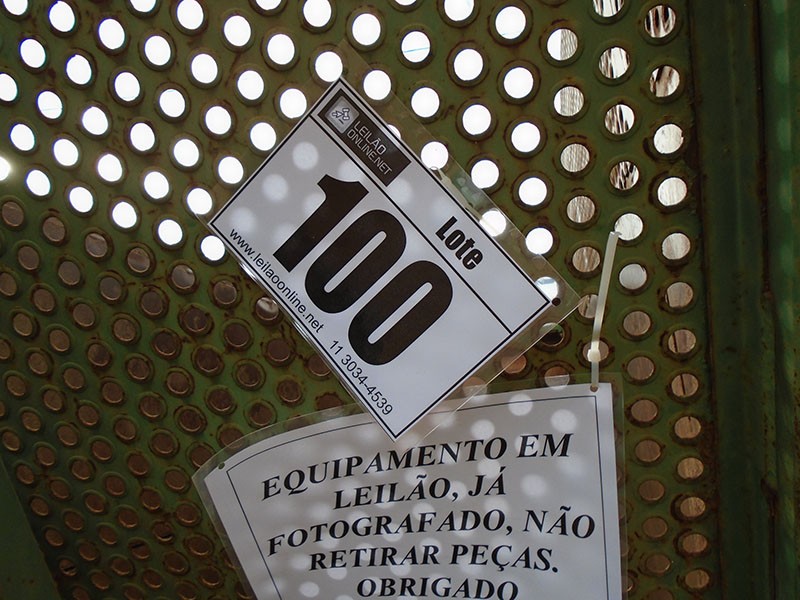 LEILÃO
ONLINE.NET
Lote
100
www.leilaoonline.net 11 3034-4539
EQUIPAMENTO EM
LEILÃO, JÁ
FOTOGRAFADO, NÃO
RETIRAR PEÇAS.
OBRIGADO